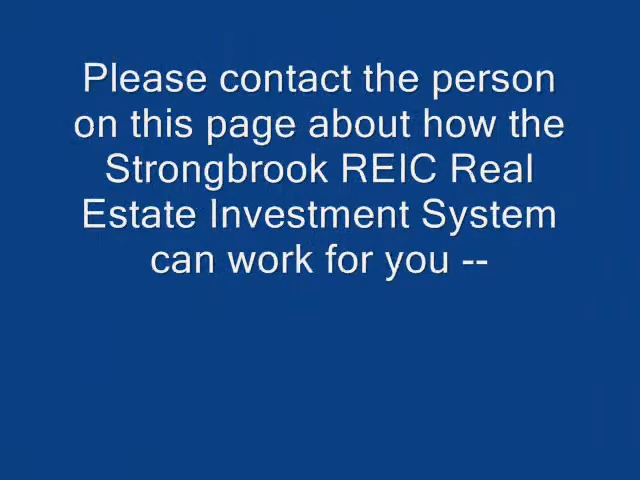 Please contact the person
on this page about how the
Strongbrook REIC Real
Estate Investment System
can work for you --